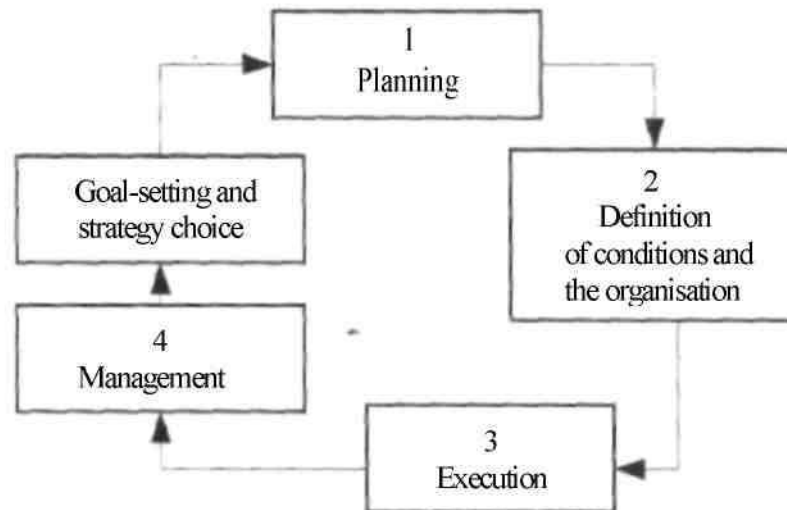 1
Planning
Goal-setting and
strategy choice
2
Definition
of conditions and
the organisation
4
Management
3
Execution